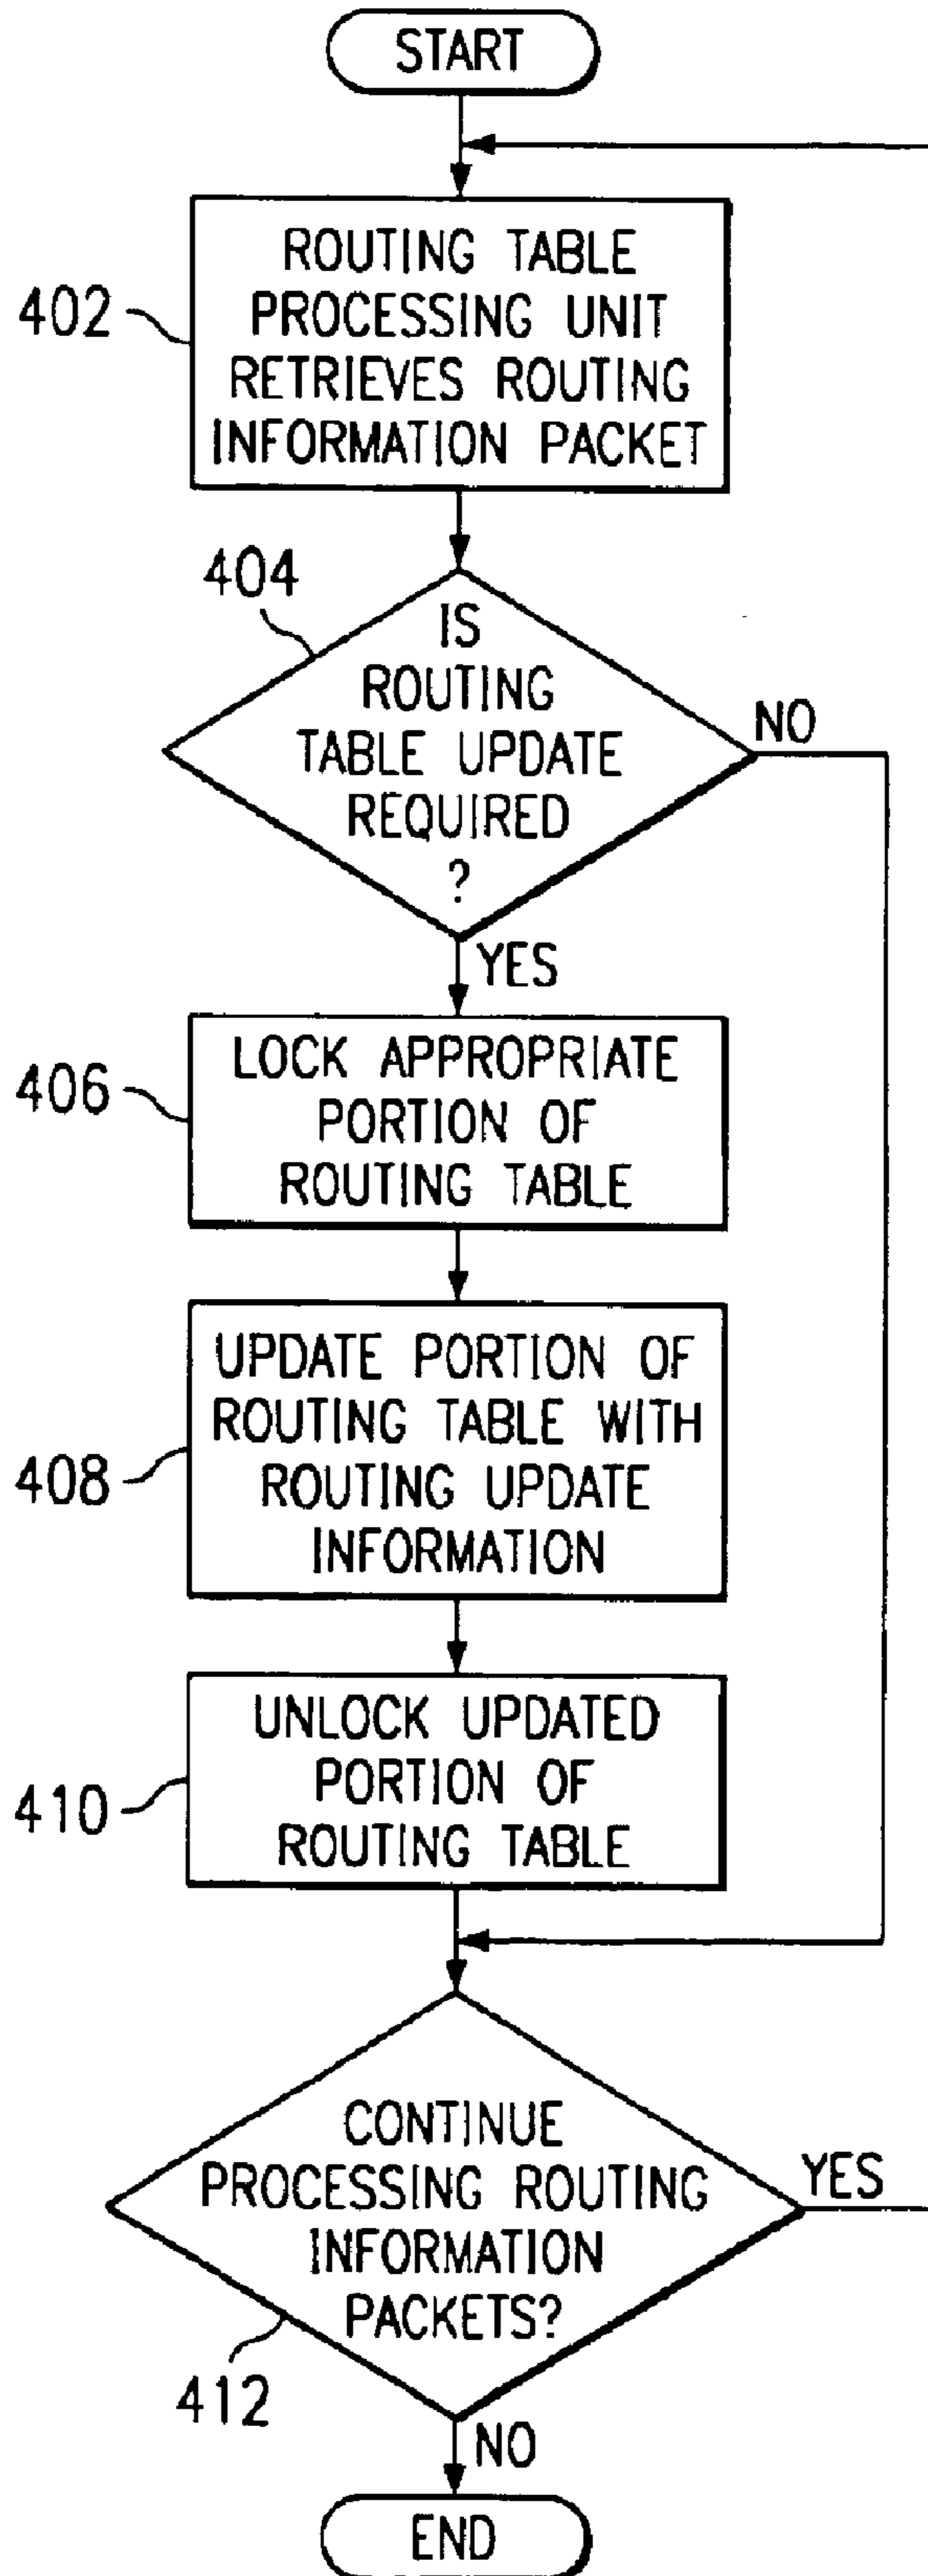 START
402
ROUTING TABLE
PROCESSING UNIT
RETRIEVES ROUTING
INFORMATION PACKET
404
IS
ROUTING
TABLE UPDATE
REQUIRED
?
NO
YES
406
LOCK APPROPRIATE
PORTION OF
ROUTING TABLE
408
UPDATE PORTION OF
ROUTING TABLE WITH
ROUTING UPDATE
INFORMATION
410
UNLOCK UPDATED
PORTION OF
ROUTING TABLE
CONTINUE
PROCESSING ROUTING
INFORMATION
PACKETS?
YES
412
NO
END